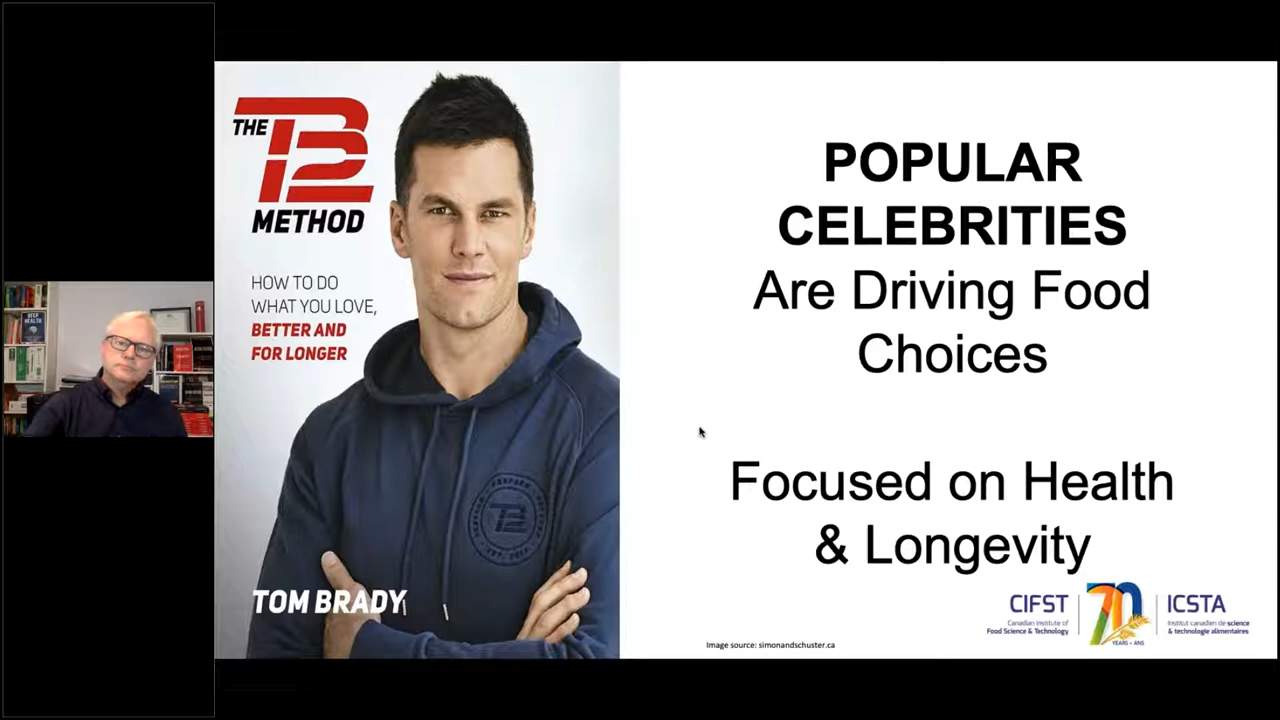 THE
TB12
METHOD
HOW TO DO
WHAT YOU LOVE,
BETTER AND
FOR LONGER
TOM BRADY
POPULAR
CELEBRITIES
Are Driving Food
Choices
Focused on Health
& Longevity
CIFST
Canadian Institute of
Food Science & Technology
70
YEARS - ANS
ICSTA
Institut canadien de science
& technologie alimentaires
Image source: simonandschuster.ca